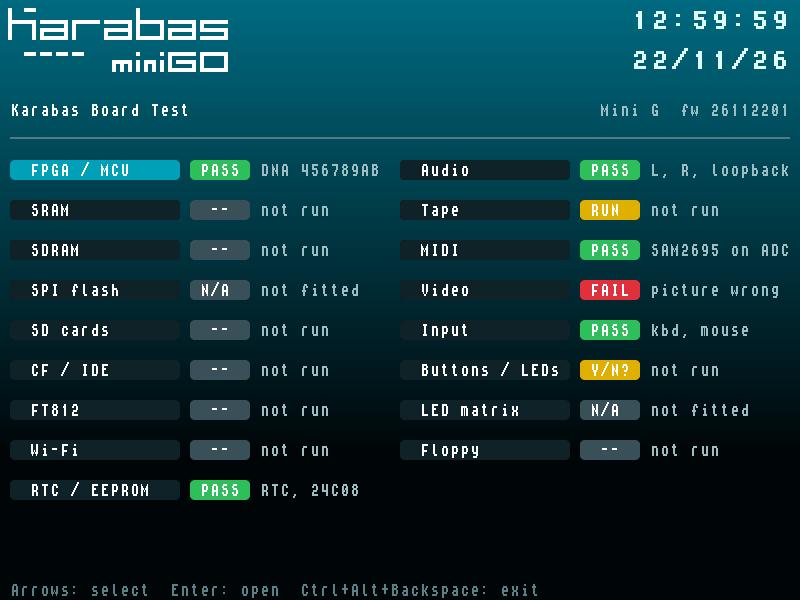 Karabas
miniGO
12:59:59
22/11/26
Karabas Board Test
Mini G fw 26112201
FPGA / MCU PASS DNA 456789AB
Audio PASS L, R, loopback
SRAM -- not run
Tape RUN not run
SDRAM -- not run
MIDI PASS SAM2695 on ADC
SPI flash N/A not fitted
Video FAIL picture wrong
SD cards -- not run
Input PASS kbd, mouse
CF / IDE -- not run
Buttons / LEDs Y/N? not run
FT812 -- not run
LED matrix N/A not fitted
Wi-Fi -- not run
Floppy -- not run
RTC / EEPROM PASS RTC, 24C08
Arrows: select Enter: open Ctrl+Alt+Backspace: exit